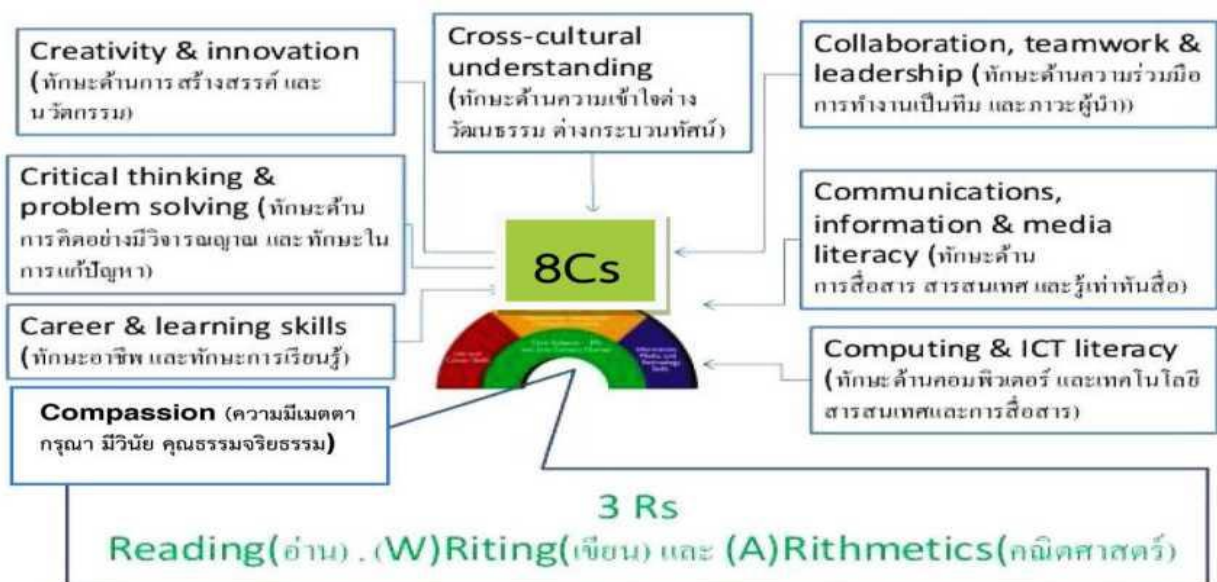 Creativity & innovation
(ทักษะด้านการสร้างสรรค์ และ
นวัตกรรม)
Cross-cultural
understanding
(ทักษะด้านความเข้าใจต่าง
วัฒนธรรม ต่างกระบวนทัศน์)
Collaboration, teamwork &
leadership (ทักษะด้านความร่วมมือ
การทำงานเป็นทีม และภาวะผู้นำ))
Critical thinking &
problem solving (ทักษะด้าน
การคิดอย่างมีวิจารณญาณ และทักษะใน
การแก้ปัญหา)
8Cs
Communications,
information & media
literacy (ทักษะด้าน
การสื่อสาร สารสนเทศ และรู้เท่าทันสื่อ)
Career & learning skills
(ทักษะอาชีพ และทักษะการเรียนรู้)
Computing & ICT literacy
(ทักษะด้านคอมพิวเตอร์ และเทคโนโลยี
สารสนเทศและการสื่อสาร)
Compassion (ความมีเมตตา
กรุณา มีวินัย คุณธรรมจริยธรรม)
3 Rs
Reading(อ่าน) . (W)Riting(เขียน) และ (A)Rithmetics(คณิตศาสตร์)